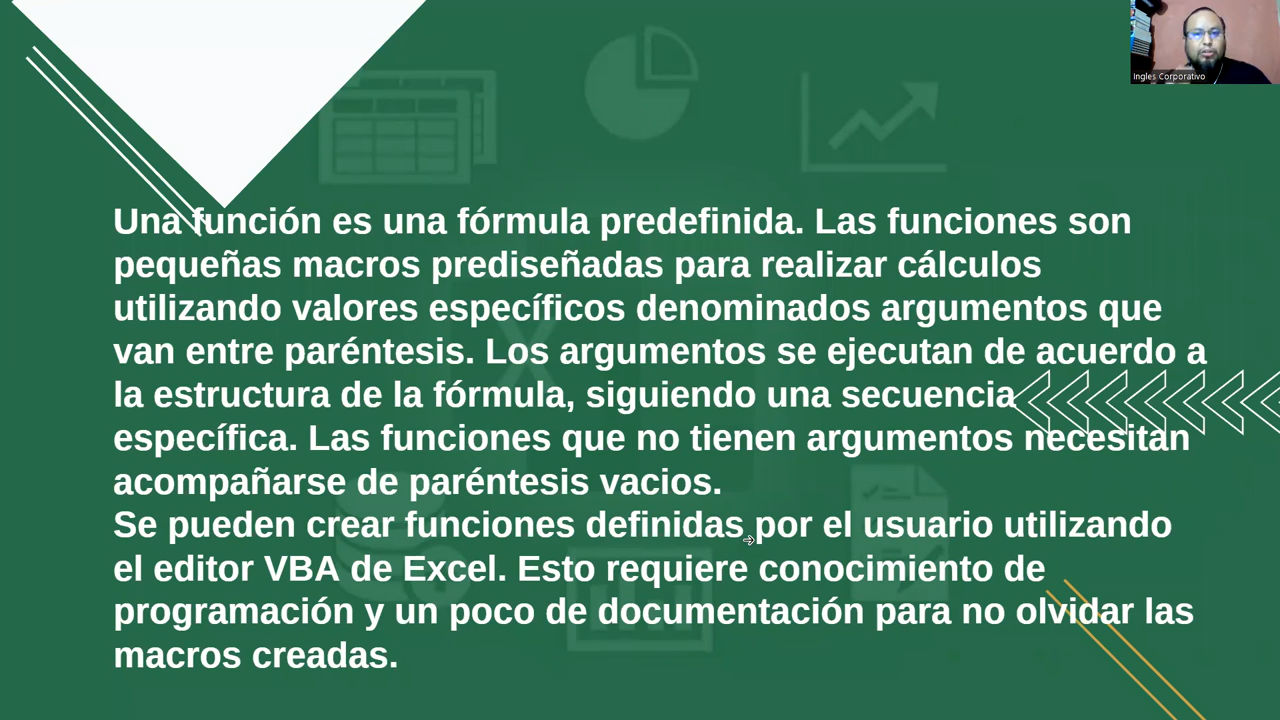 Ingles Corporativo
Una función es una fórmula predefinida. Las funciones son
pequeñas macros prediseñadas para realizar cálculos
utilizando valores específicos denominados argumentos que
van entre paréntesis. Los argumentos se ejecutan de acuerdo a
la estructura de la fórmula, siguiendo una secuencia
específica. Las funciones que no tienen argumentos necesitan
acompañarse de paréntesis vacios.
Se pueden crear funciones definidas por el usuario utilizando
el editor VBA de Excel. Esto requiere conocimiento de
programación y un poco de documentación para no olvidar las
macros creadas.